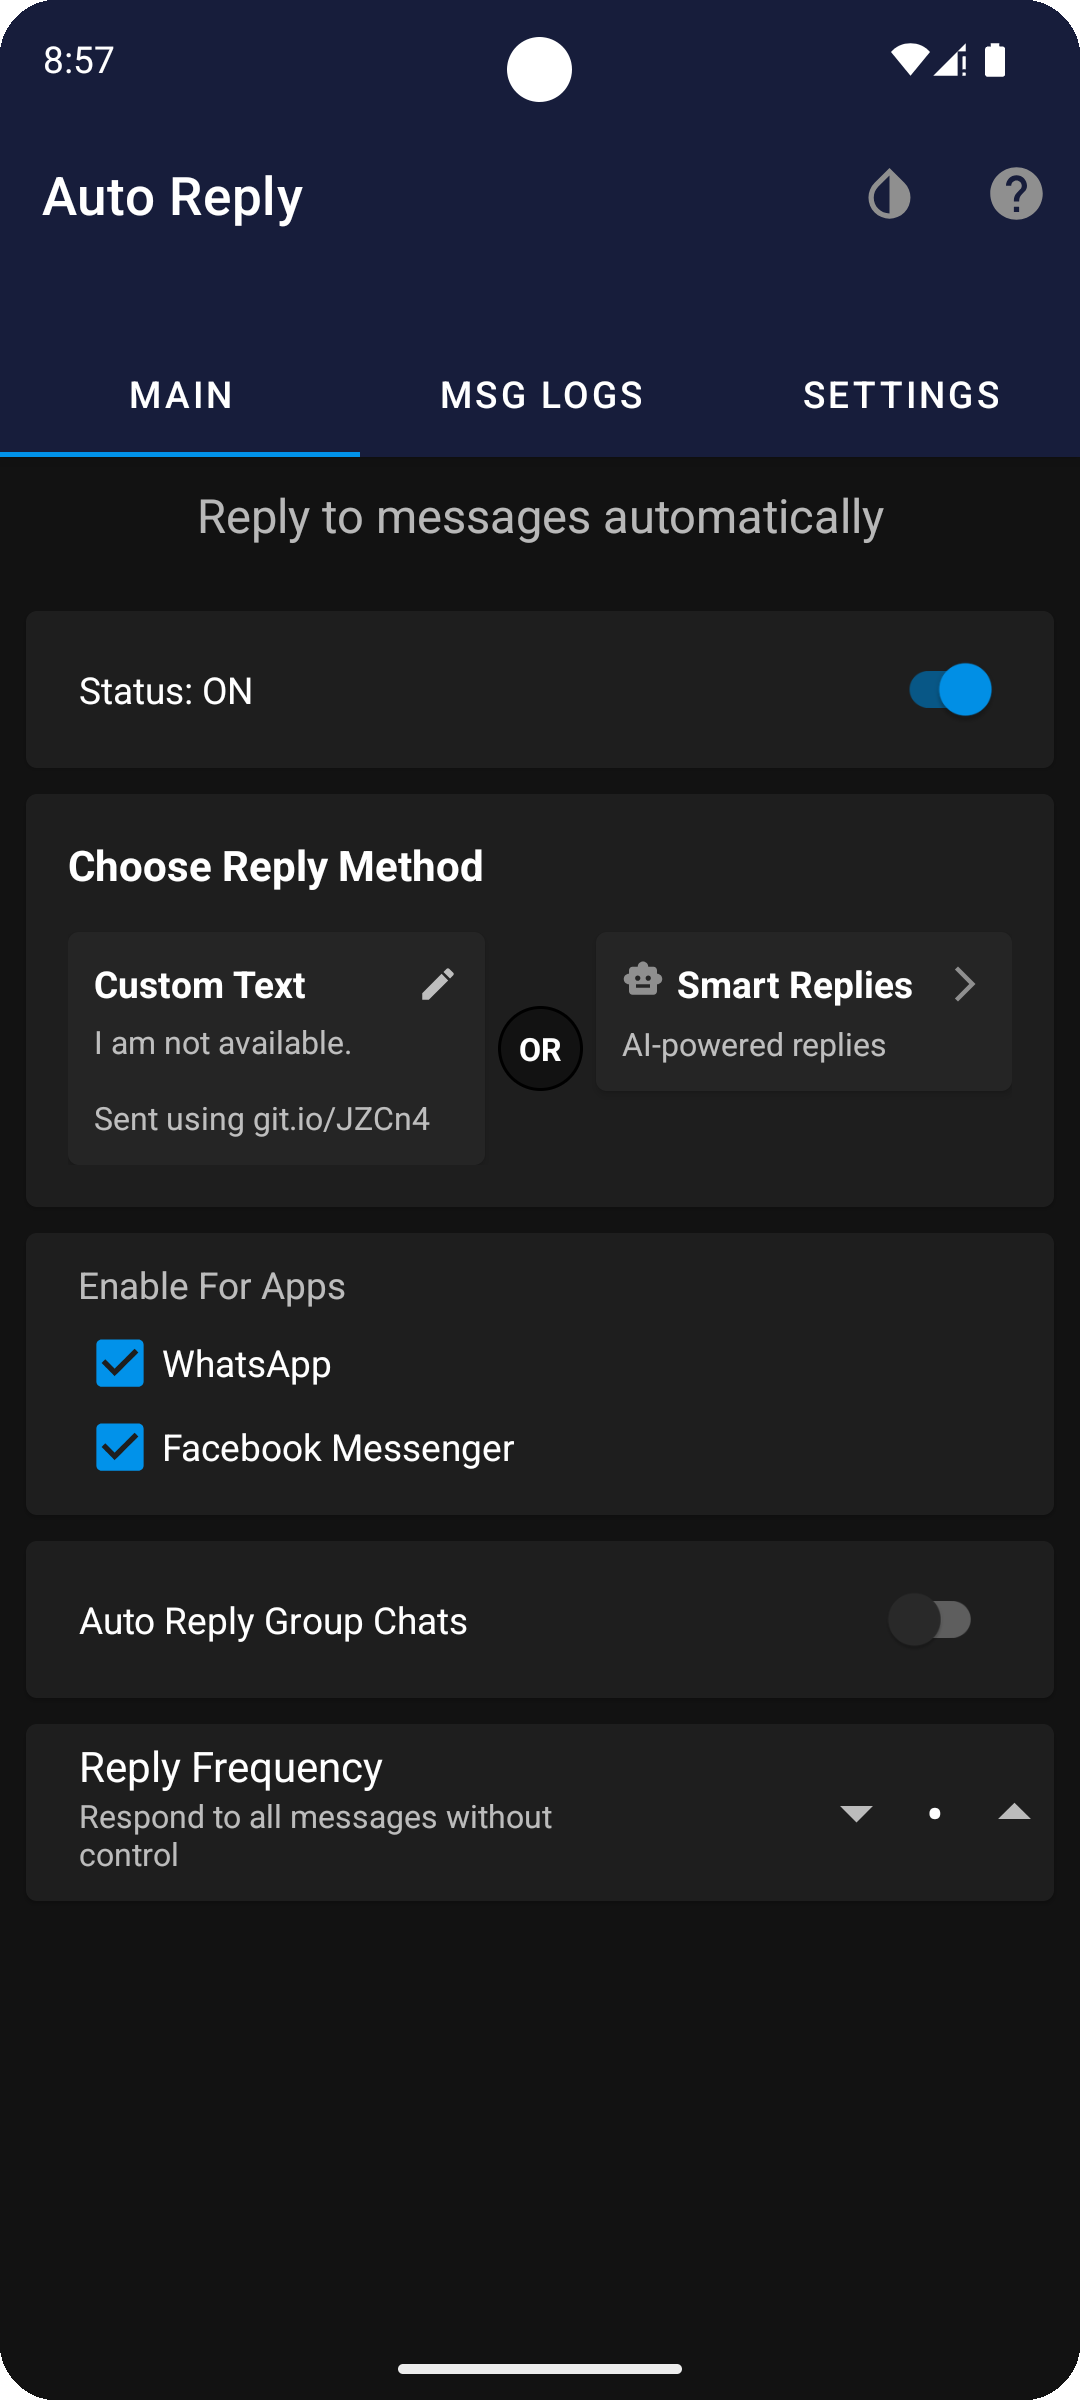 8:57
Auto Reply
MAIN
MSG LOGS
SETTINGS
Reply to messages automatically
Status: ON
Choose Reply Method
Custom Text
I am not available.
Sent using git.io/JZCn4
OR
Smart Replies
AI-powered replies
Enable For Apps
WhatsApp
Facebook Messenger
Auto Reply Group Chats
Reply Frequency
Respond to all messages without
control